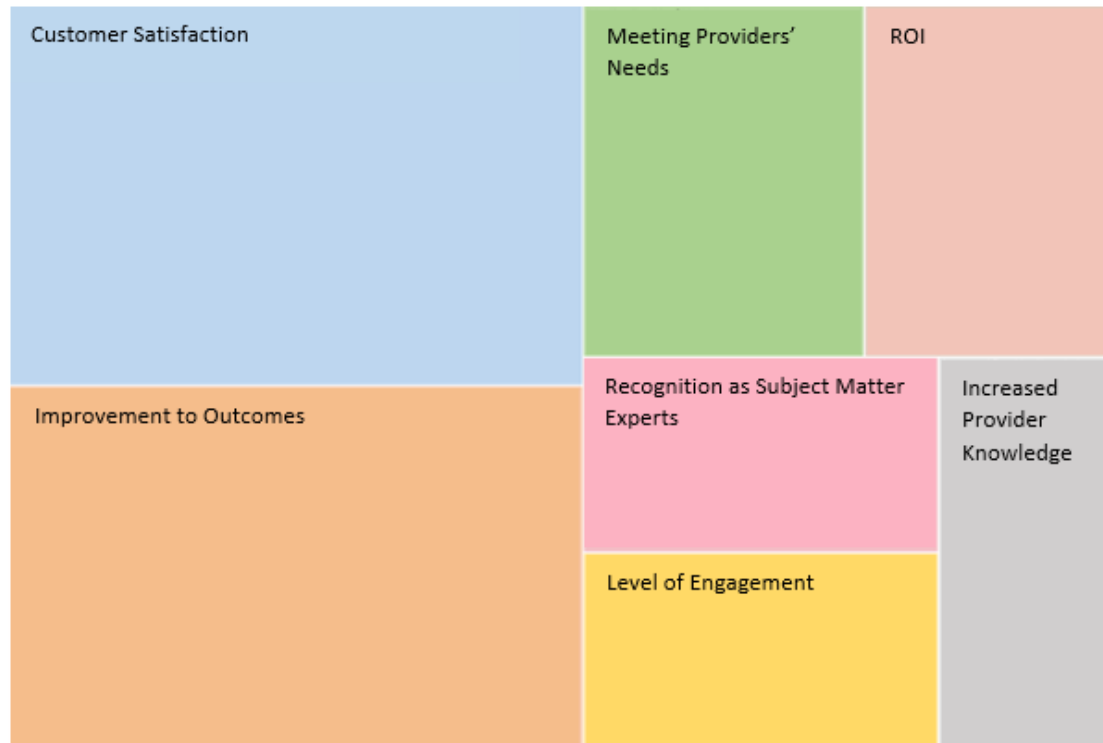 Customer Satisfaction
Meeting Providers’
Needs
ROI
Improvement to Outcomes
Recognition as Subject Matter
Experts
Increased
Provider
Knowledge
Level of Engagement